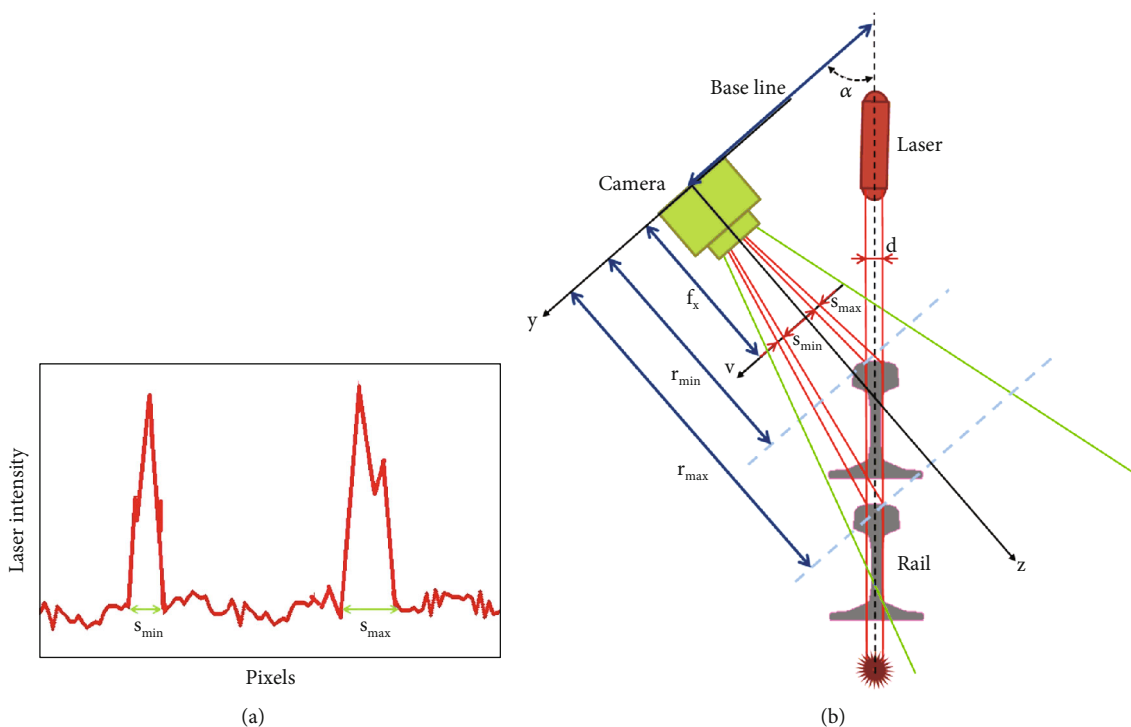 Laser intensity
s_min
s_max
Pixels
(a)
Base line
α
Laser
Camera
d
f_x
s_max
s_min
y
v
r_min
r_max
Rail
z
(b)